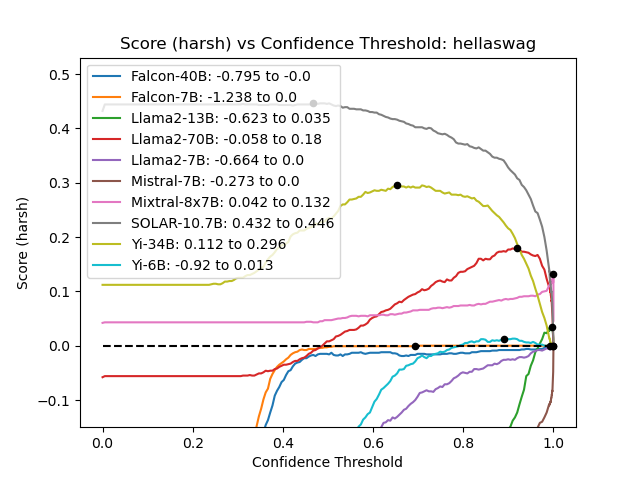 Score (harsh) vs Confidence Threshold: hellaswag
Score (harsh)
0.5
0.4
0.3
0.2
0.1
0.0
−0.1
Falcon-40B: -0.795 to -0.0
Falcon-7B: -1.238 to 0.0
Llama2-13B: -0.623 to 0.035
Llama2-70B: -0.058 to 0.18
Llama2-7B: -0.664 to 0.0
Mistral-7B: -0.273 to 0.0
Mixtral-8x7B: 0.042 to 0.132
SOLAR-10.7B: 0.432 to 0.446
Yi-34B: 0.112 to 0.296
Yi-6B: -0.92 to 0.013
0.0 0.2 0.4 0.6 0.8 1.0
Confidence Threshold